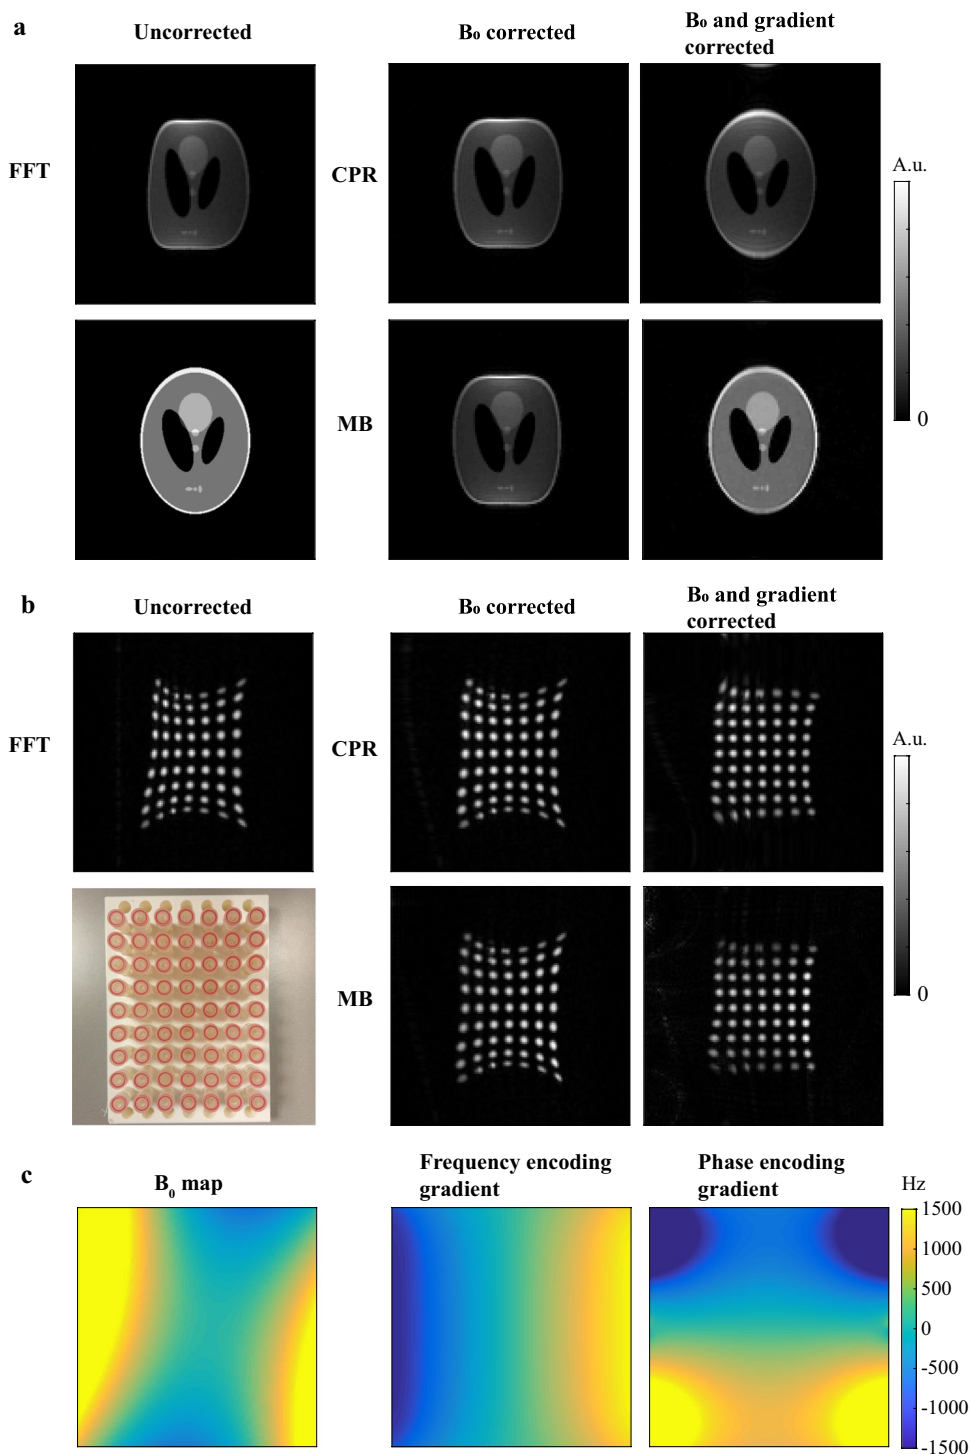 a
Uncorrected
B₀ corrected
B₀ and gradient
corrected
FFT
CPR
A.u.
0
MB
b
Uncorrected
B₀ corrected
B₀ and gradient
corrected
FFT
CPR
A.u.
0
MB
c
B₀ map
Frequency encoding
gradient
Phase encoding
gradient
Hz
1500
1000
500
0
-500
-1000
-1500